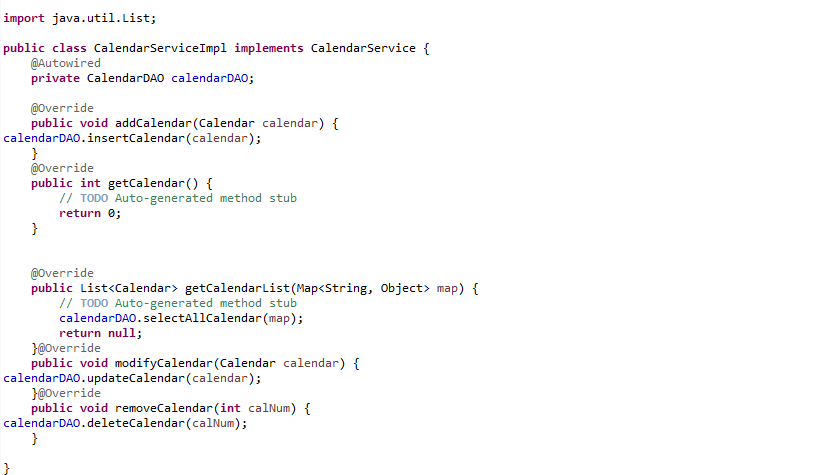 import java.util.List;
public class CalendarServiceImpl implements CalendarService {
@Autowired
private CalendarDAO calendarDAO;
@Override
public void addCalendar(Calendar calendar) {
calendarDAO.insertCalendar(calendar);
}
@Override
public int getCalendar() {
// TODO Auto-generated method stub
return 0;
}
@Override
public List<Calendar> getCalendarList(Map<String, Object> map) {
// TODO Auto-generated method stub
calendarDAO.selectAllCalendar(map);
return null;
}@Override
public void modifyCalendar(Calendar calendar) {
calendarDAO.updateCalendar(calendar);
}@Override
public void removeCalendar(int calNum) {
calendarDAO.deleteCalendar(calNum);
}
}